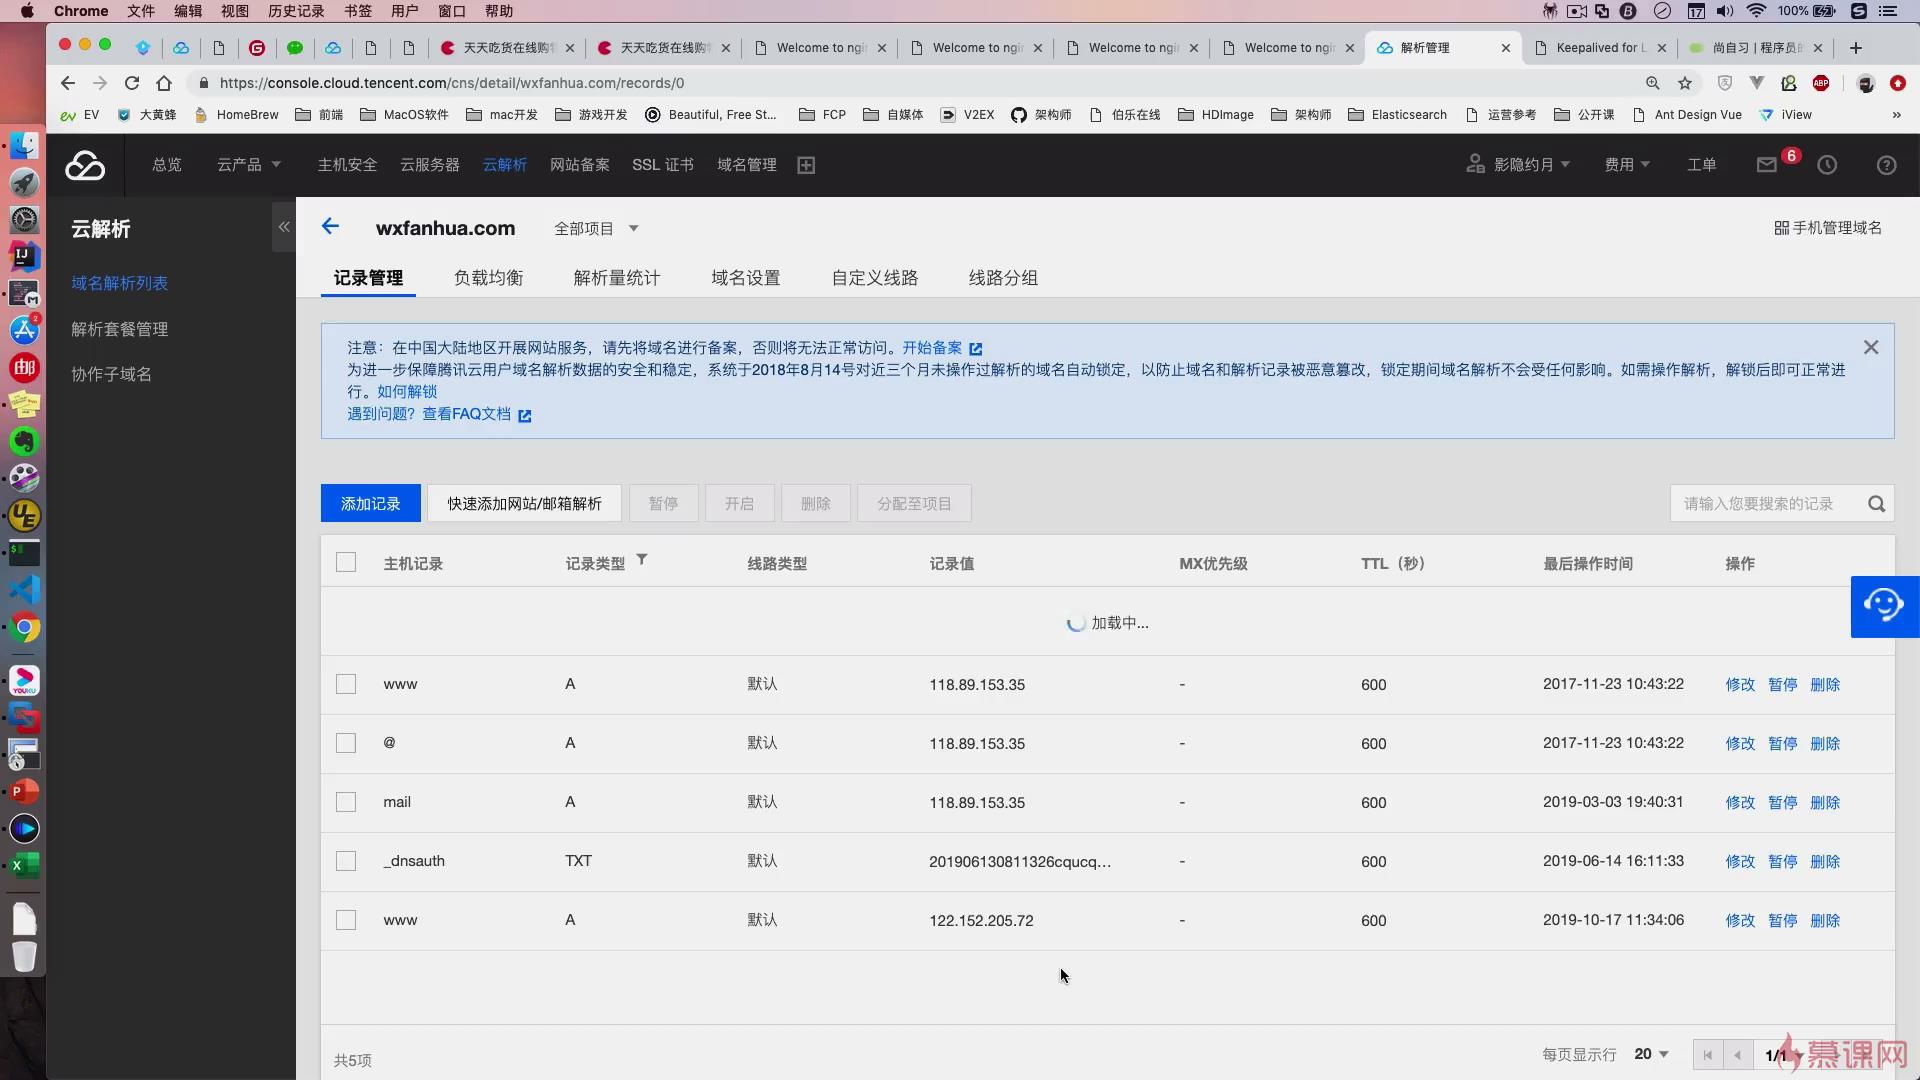 Chrome 文件 编辑 视图 历史记录 书签 用户 窗口 帮助 17 100%
天天吃货在线购 天天吃货在线购 Welcome to ngi Welcome to ngi Welcome to ngi Welcome to ngi 解析管理 Keepalived for L 尚自习 | 程序员
https://console.cloud.tencent.com/cns/detail/wxfanhua.com/records/0 ABP
EV 大黄蜂 HomeBrew 前端 MacOS软件 mac开发 游戏开发 Beautiful, Free St... FCP 自媒体 V2EX 架构师 伯乐在线 HDImage 架构师 Elasticsearch 运营参考 公开课 Ant Design Vue iView »
总览 云产品 主机安全 云服务器 云解析 网站备案 SSL 证书 域名管理 影隐约月 费用 工单 6
云解析
域名解析列表
解析套餐管理
协作子域名
wxfanhua.com 全部项目 手机管理域名
记录管理 负载均衡 解析量统计 域名设置 自定义线路 线路分组
注意：在中国大陆地区开展网站服务，请先将域名进行备案，否则将无法正常访问。开始备案
为进一步保障腾讯云用户域名解析数据的安全和稳定，系统于2018年8月14号对近三个月未操作过解析的域名自动锁定，以防止域名和解析记录被恶意篡改，锁定期间域名解析不会受任何影响。如需操作解析，解锁后即可正常进
行。如何解锁
遇到问题？查看FAQ文档
添加记录 快速添加网站/邮箱解析 暂停 开启 删除 分配至项目 请输入您要搜索的记录
主机记录 记录类型 线路类型 记录值 MX优先级 TTL（秒） 最后操作时间 操作
加载中...
www A 默认 118.89.153.35 - 600 2017-11-23 10:43:22 修改 暂停 删除
@ A 默认 118.89.153.35 - 600 2017-11-23 10:43:22 修改 暂停 删除
mail A 默认 118.89.153.35 - 600 2019-03-03 19:40:31 修改 暂停 删除
_dnsauth TXT 默认 201906130811326cqucq... - 600 2019-06-14 16:11:33 修改 暂停 删除
www A 默认 122.152.205.72 - 600 2019-10-17 11:34:06 修改 暂停 删除
共5项 每页显示行 20 1/1
慕课网